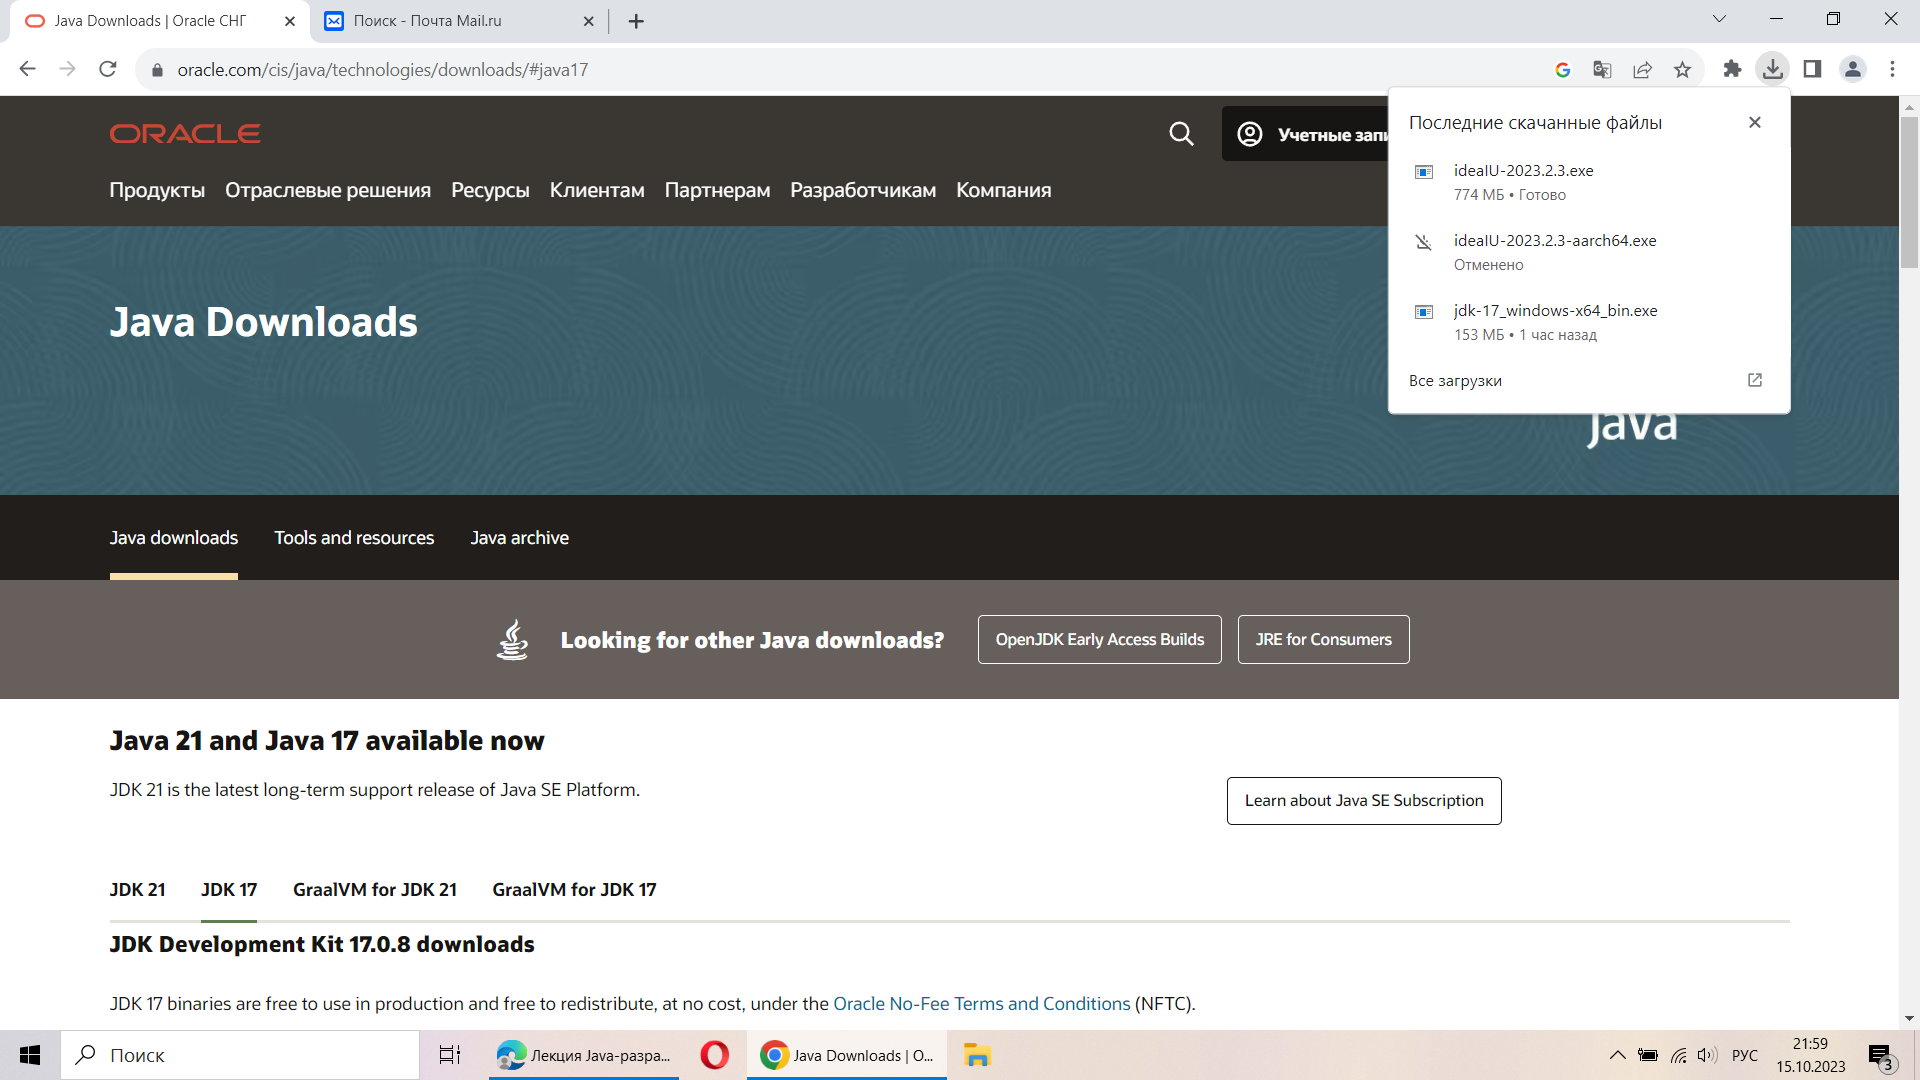 Java Downloads | Oracle СНГ
Поиск - Почта Mail.ru
oracle.com/cis/java/technologies/downloads/#java17
ORACLE
Учетные запи
Продукты Отраслевые решения Ресурсы Клиентам Партнерам Разработчикам Компания
Последние скачанные файлы
ideaIU-2023.2.3.exe
774 МБ • Готово
ideaIU-2023.2.3-aarch64.exe
Отменено
jdk-17_windows-x64_bin.exe
153 МБ • 1 час назад
Все загрузки
Java Downloads
Java
Java downloads Tools and resources Java archive
Looking for other Java downloads? OpenJDK Early Access Builds JRE for Consumers
Java 21 and Java 17 available now
JDK 21 is the latest long-term support release of Java SE Platform.
Learn about Java SE Subscription
JDK 21 JDK 17 GraalVM for JDK 21 GraalVM for JDK 17
JDK Development Kit 17.0.8 downloads
JDK 17 binaries are free to use in production and free to redistribute, at no cost, under the Oracle No-Fee Terms and Conditions (NFTC).
Поиск
Лекция Java-разра...
Java Downloads | O...
РУС
21:59
15.10.2023
3